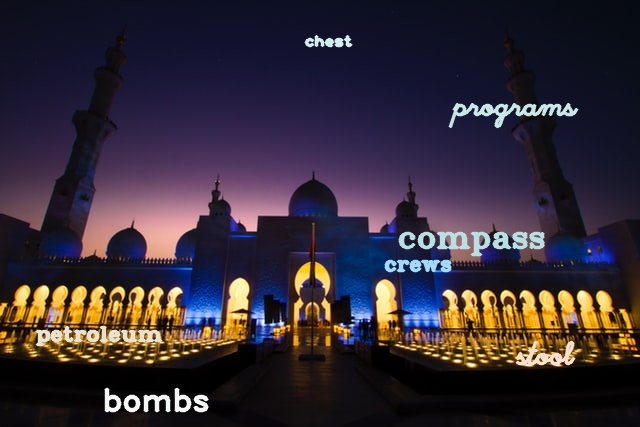 chest
programs
compass
crews
petroleum
stool
bombs